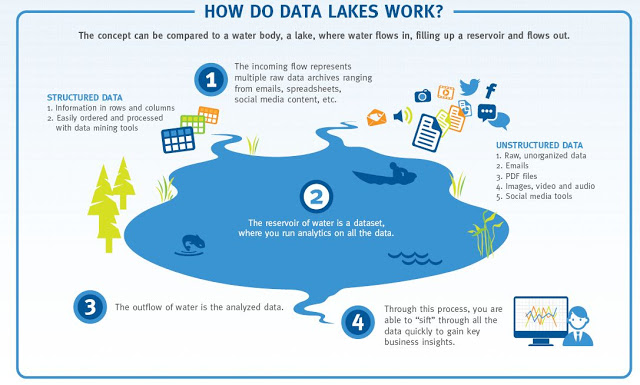 HOW DO DATA LAKES WORK?
The concept can be compared to a water body, a lake, where water flows in, filling up a reservoir and flows out.
1
The incoming flow represents
multiple raw data archives ranging
from emails, spreadsheets,
social media content, etc.
STRUCTURED DATA
1. Information in rows and columns
2. Easily ordered and processed
with data mining tools
UNSTRUCTURED DATA
1. Raw, unorganized data
2. Emails
3. PDF files
4. Images, video and audio
5. Social media tools
2
The reservoir of water is a dataset,
where you run analytics on all the data.
3
The outflow of water is the analyzed data.
4
Through this process, you are
able to "sift" through all the
data quickly to gain key
business insights.